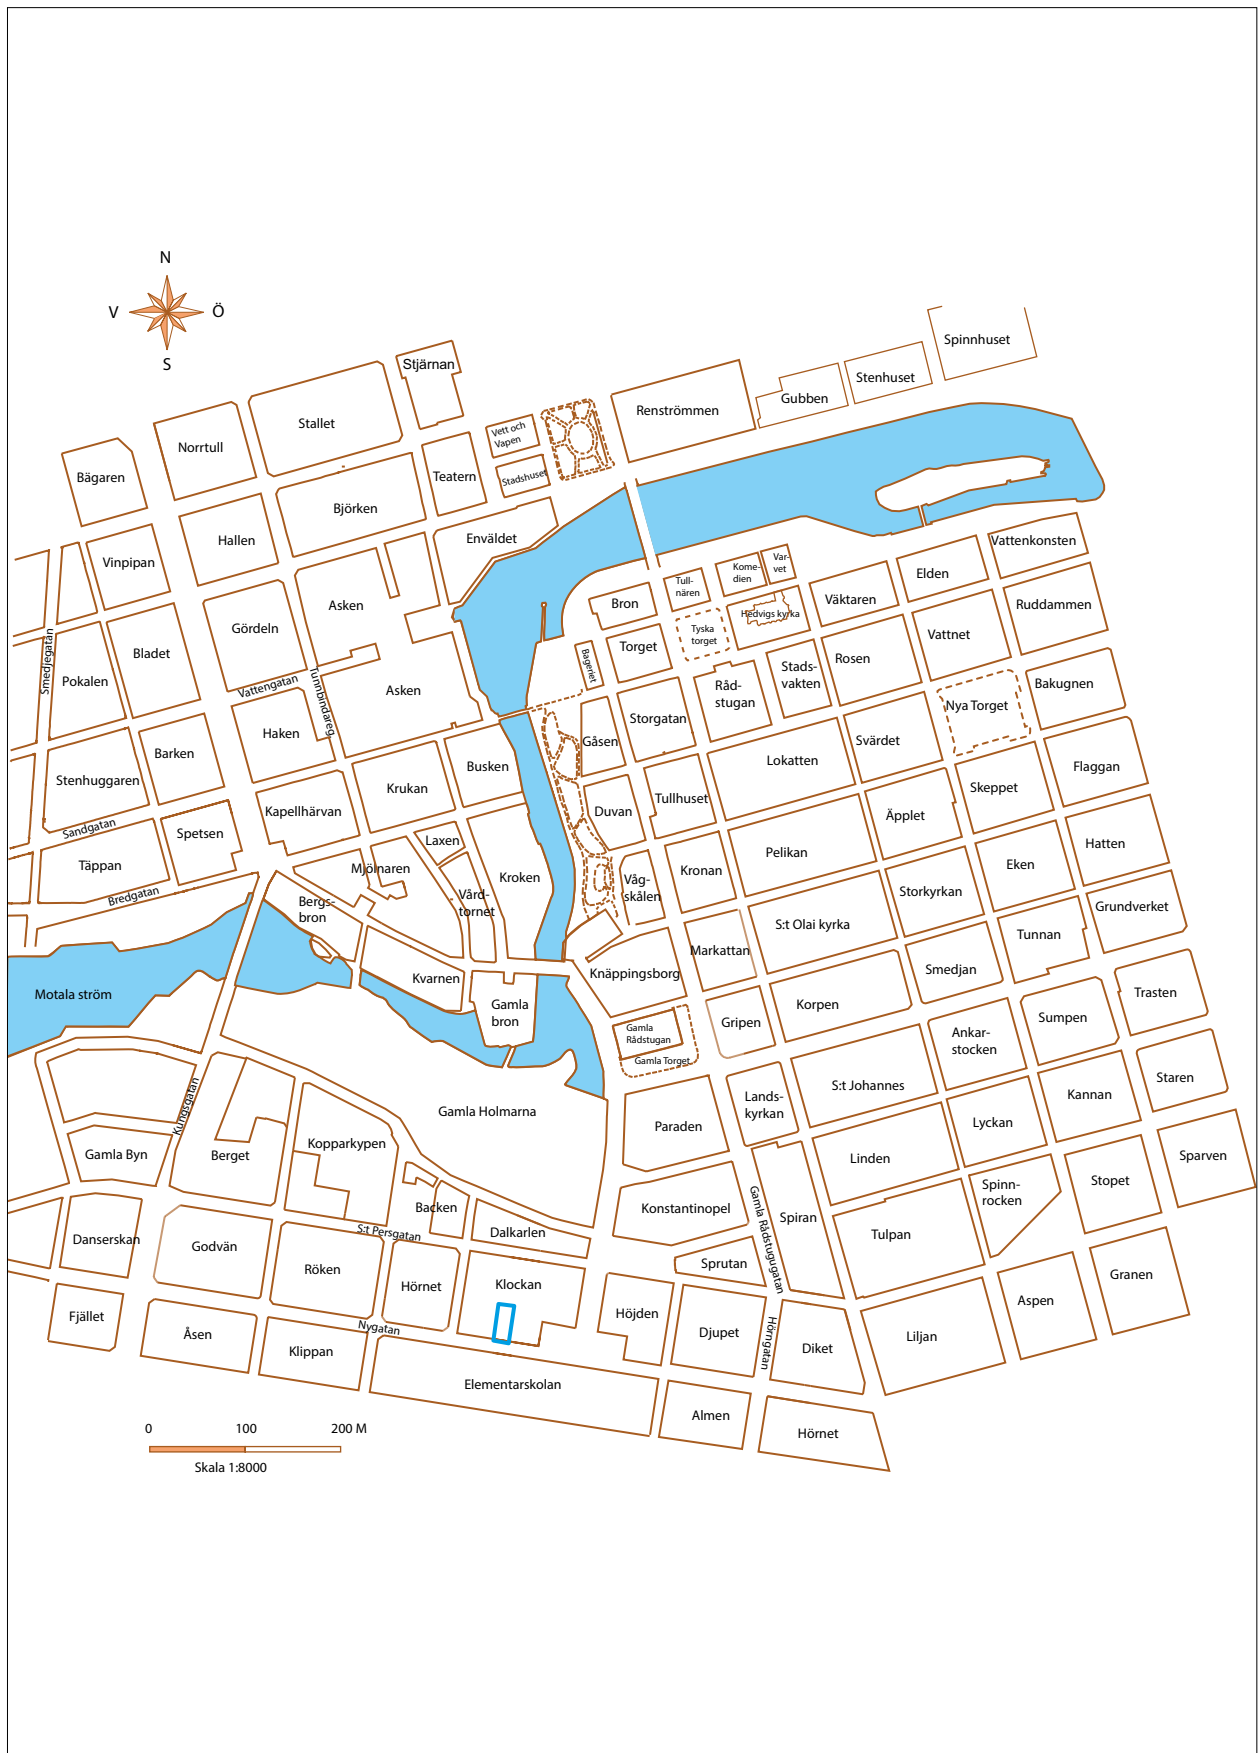 N
V
Ö
S
Spinnhuset
Stjärnan
Stenhuset
Gubben
Renströmmen
Stallet
Norrtull
Vett och
Vapen
Stadshuset
Teatern
Bägaren
Björken
Enväldet
Hallen
Vinpipan
Vattenkonsten
Var-
vet
Kome-
dien
Tull-
nären
Elden
Väktaren
Ruddammen
Bron
Hedvigs kyrka
Asken
Gördeln
Tyska
torget
Vattnet
Torget
Bladet
Smedjegatan
Bageriet
Rosen
Stads-
vakten
Pokalen
Vattengatan
Tunnbindareg
Asken
Råd-
stugan
Bakugnen
Nya Torget
Storgatan
Haken
Gåsen
Svärdet
Barken
Lokatten
Stenhuggaren
Busken
Flaggan
Krukan
Skeppet
Tullhuset
Kapellhärvan
Duvan
Äpplet
Sandgatan
Spetsen
Laxen
Hatten
Täppan
Mjölnaren
Pelikan
Eken
Kronan
Kroken
Bredgatan
Vård-
tornet
Våg-
skålen
Storkyrkan
Bergs-
bron
Grundverket
S:t Olai kyrka
Tunnan
Markattan
Knäppingsborg
Smedjan
Kvarnen
Motala ström
Trasten
Gamla
bron
Korpen
Gripen
Sumpen
Gamla
Rådstugan
Ankar-
stocken
Gamla Torget
Staren
S:t Johannes
Kannan
Lands-
kyrkan
Kungsgatan
Gamla Holmarna
Lyckan
Paraden
Kopparkypen
Gamla Byn
Berget
Linden
Sparven
Stopet
Spinn-
rocken
Backen
Konstantinopel
Spiran
Gamla Rådstugugatan
S:t Persgatan
Dalkarlen
Tulpan
Danserskan
Godvän
Sprutan
Röken
Granen
Hörnet
Klockan
Aspen
Fjället
Höjden
Nygatan
Åsen
Djupet
Hörngatan
Liljan
Klippan
Diket
Elementarskolan
Almen
Hörnet
0 100 200 M
Skala 1:8000